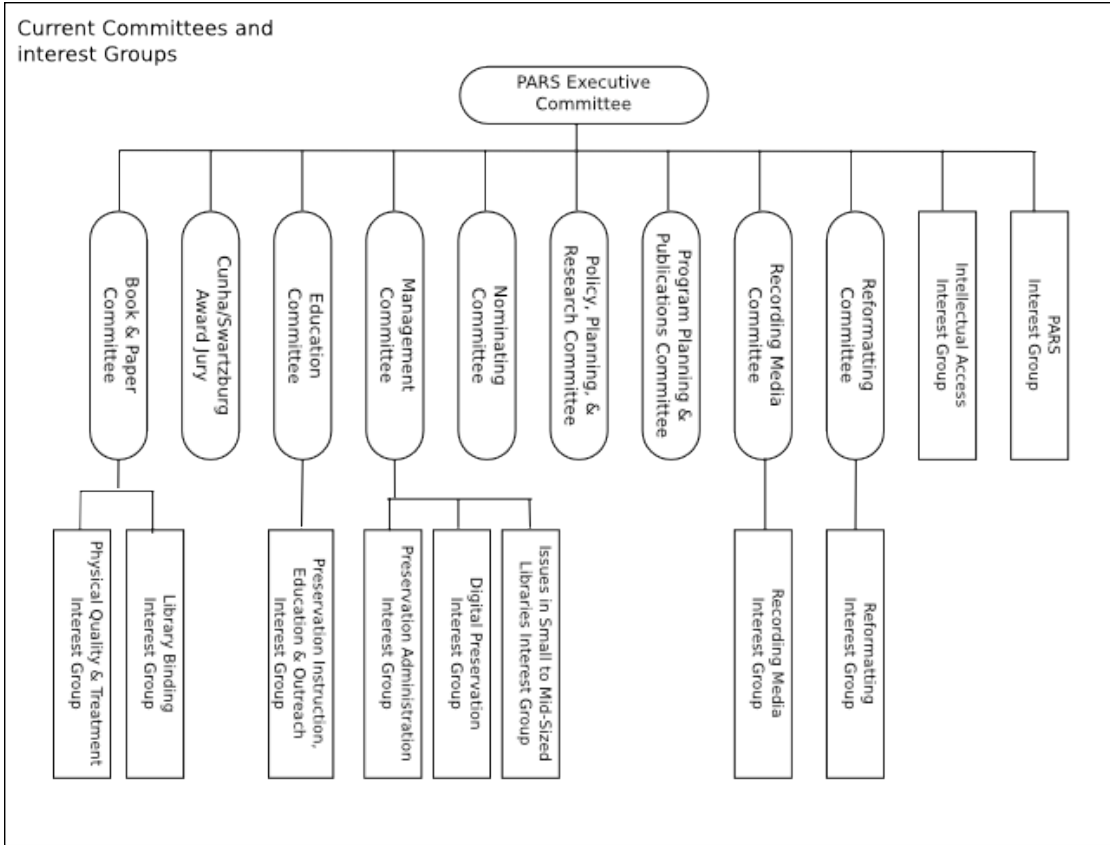 Current Committees and
interest Groups
PARS Executive
Committee
Book & Paper
Committee
Cunha/Swartzburg
Award Jury
Education
Committee
Management
Committee
Nominating
Committee
Policy, Planning, &
Research Committee
Program Planning &
Publications Committee
Recording Media
Committee
Reformatting
Committee
Intellectual Access
Interest Group
PARS
Interest Group
Physical Quality & Treatment
Interest Group
Library Binding
Interest Group
Preservation Instruction,
Education & Outreach
Interest Group
Preservation Administration
Interest Group
Digital Preservation
Interest Group
Issues in Small to Mid-Sized
Libraries Interest Group
Recording Media
Interest Group
Reformatting
Interest Group